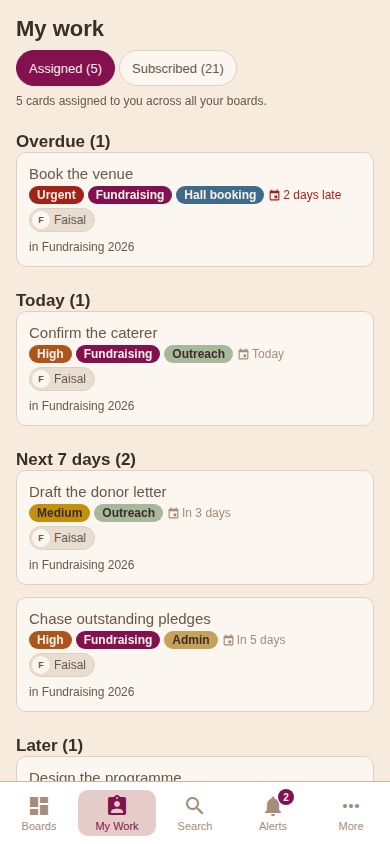 My work
Assigned (5) Subscribed (21)
5 cards assigned to you across all your boards.
Overdue (1)
Book the venue
Urgent Fundraising Hall booking 2 days late
F Faisal
in Fundraising 2026
Today (1)
Confirm the caterer
High Fundraising Outreach Today
F Faisal
in Fundraising 2026
Next 7 days (2)
Draft the donor letter
Medium Outreach In 3 days
F Faisal
in Fundraising 2026
Chase outstanding pledges
High Fundraising Admin In 5 days
F Faisal
in Fundraising 2026
Later (1)
Design the programme
2
Boards My Work Search Alerts More